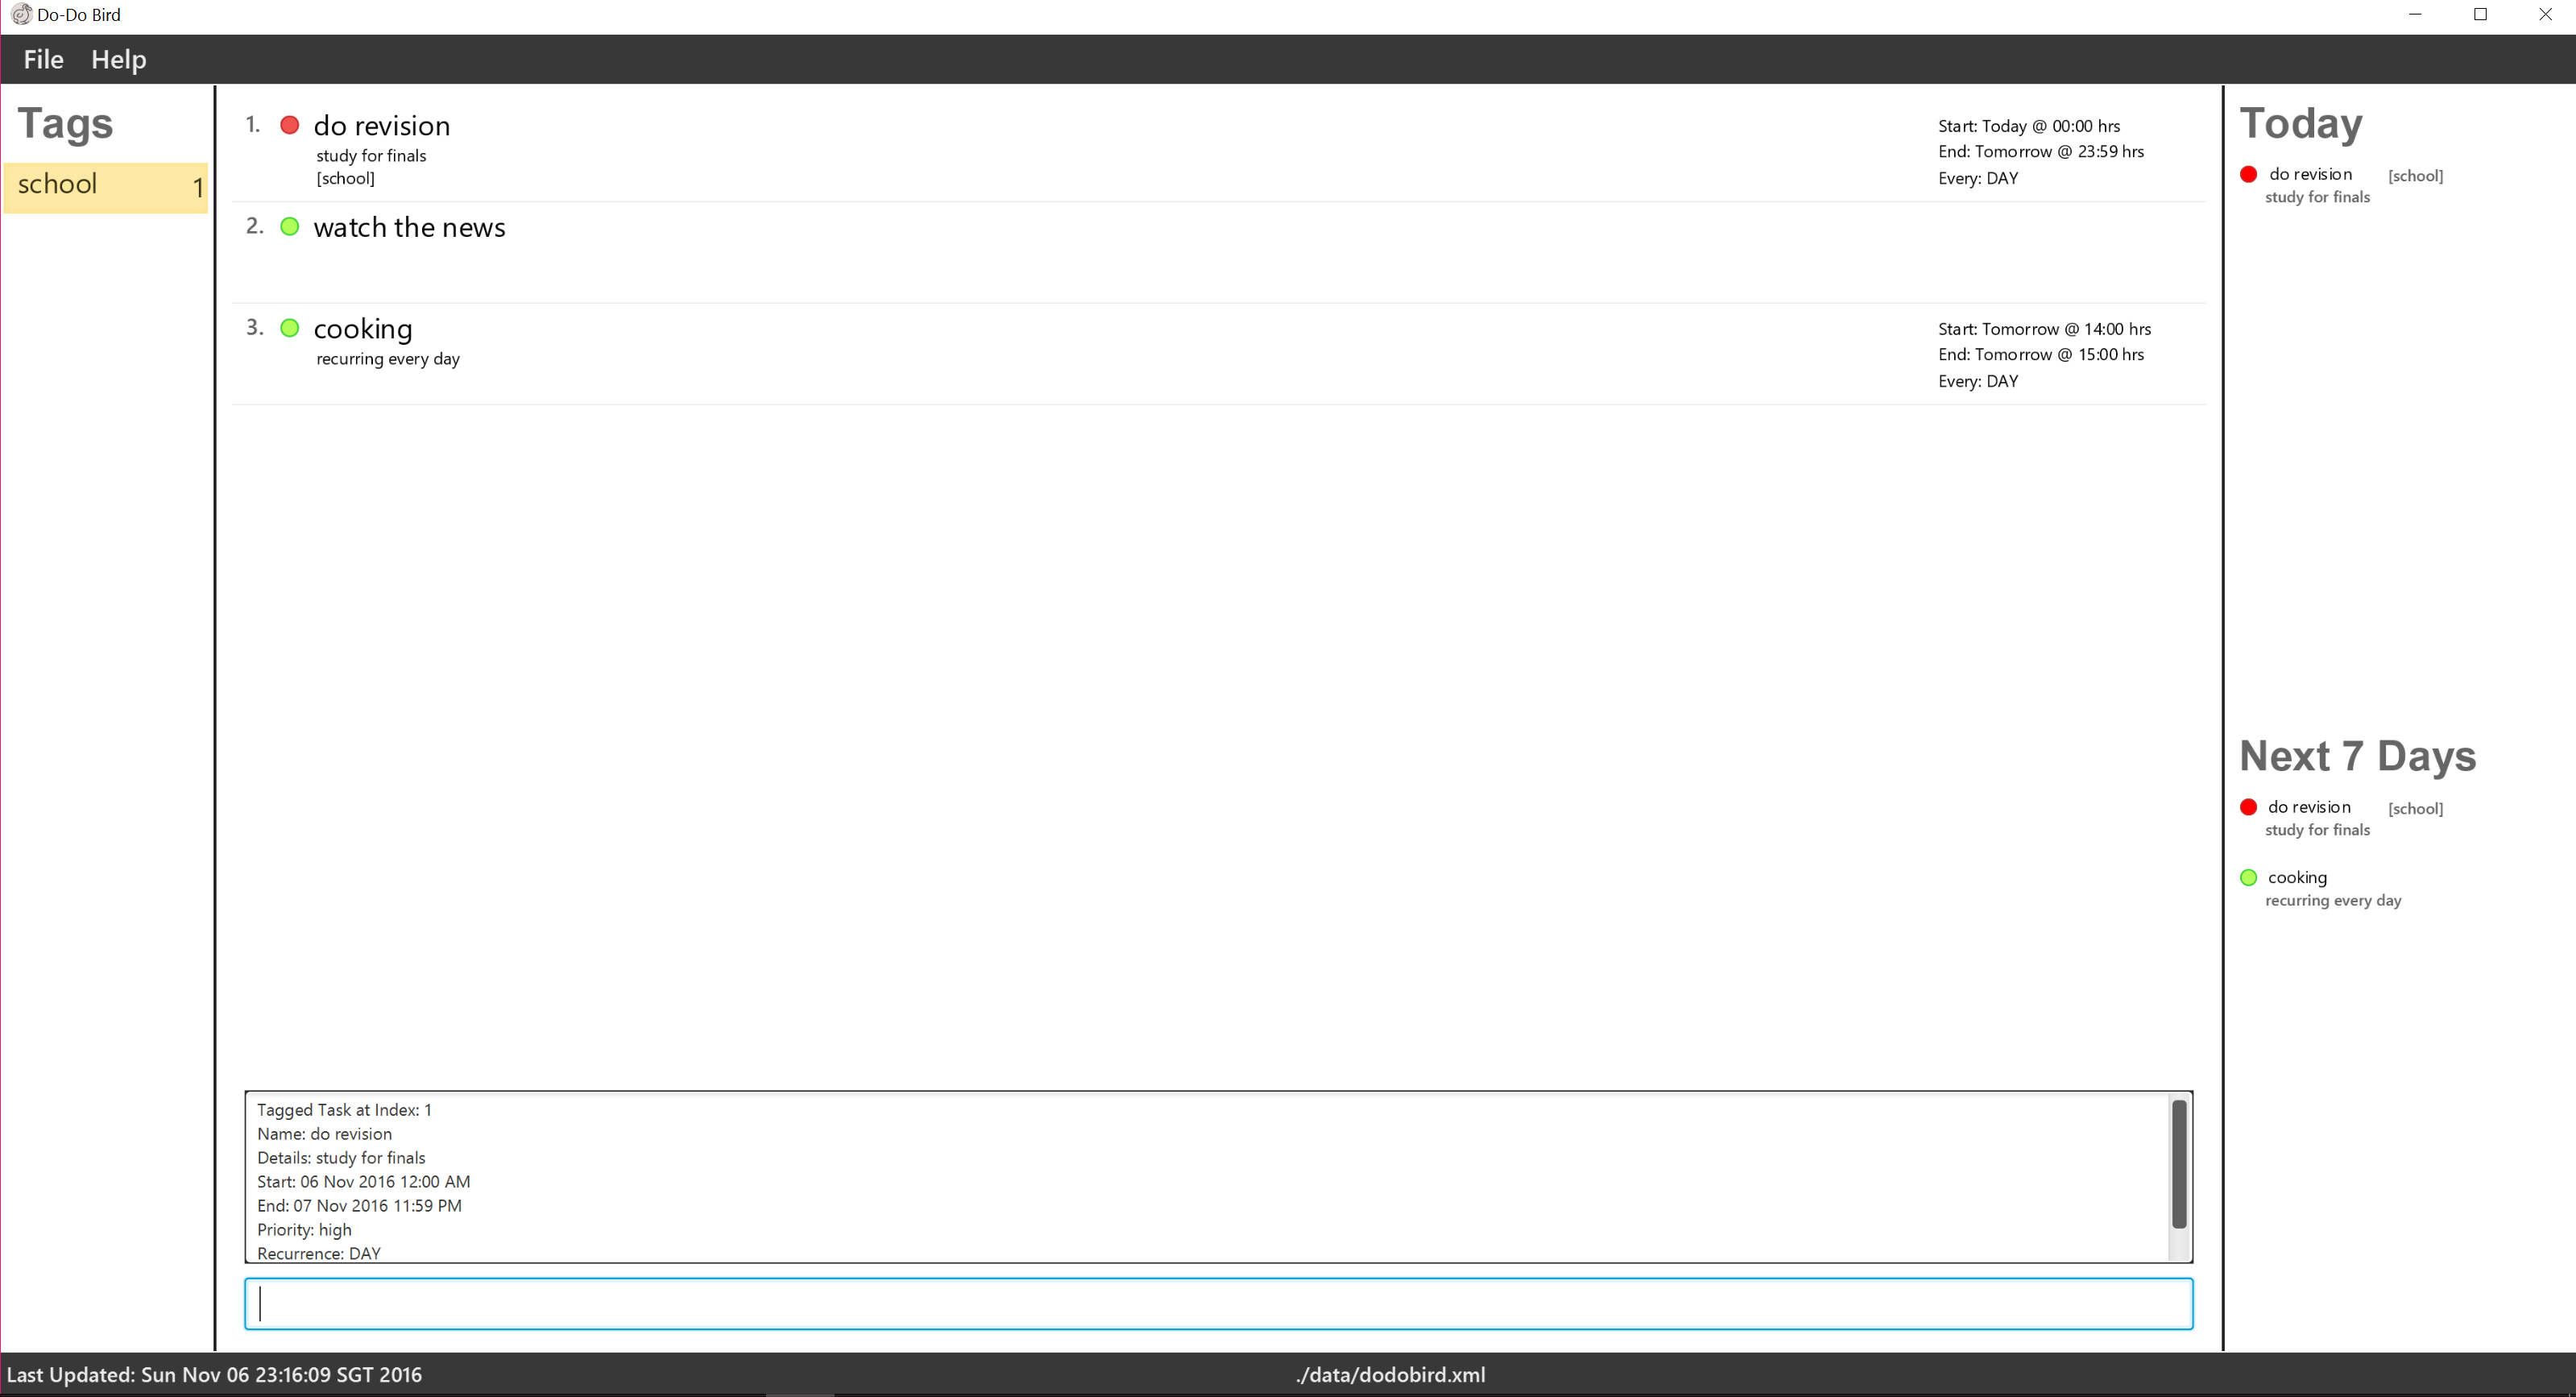 Do-Do Bird
File Help
Tags
school 1
1. do revision
study for finals
[school]
Start: Today @ 00:00 hrs
End: Tomorrow @ 23:59 hrs
Every: DAY
2. watch the news
3. cooking
recurring every day
Start: Tomorrow @ 14:00 hrs
End: Tomorrow @ 15:00 hrs
Every: DAY
Tagged Task at Index: 1
Name: do revision
Details: study for finals
Start: 06 Nov 2016 12:00 AM
End: 07 Nov 2016 11:59 PM
Priority: high
Recurrence: DAY
Today
do revision [school]
study for finals
Next 7 Days
do revision [school]
study for finals
cooking
recurring every day
Last Updated: Sun Nov 06 23:16:09 SGT 2016
./data/dodobird.xml